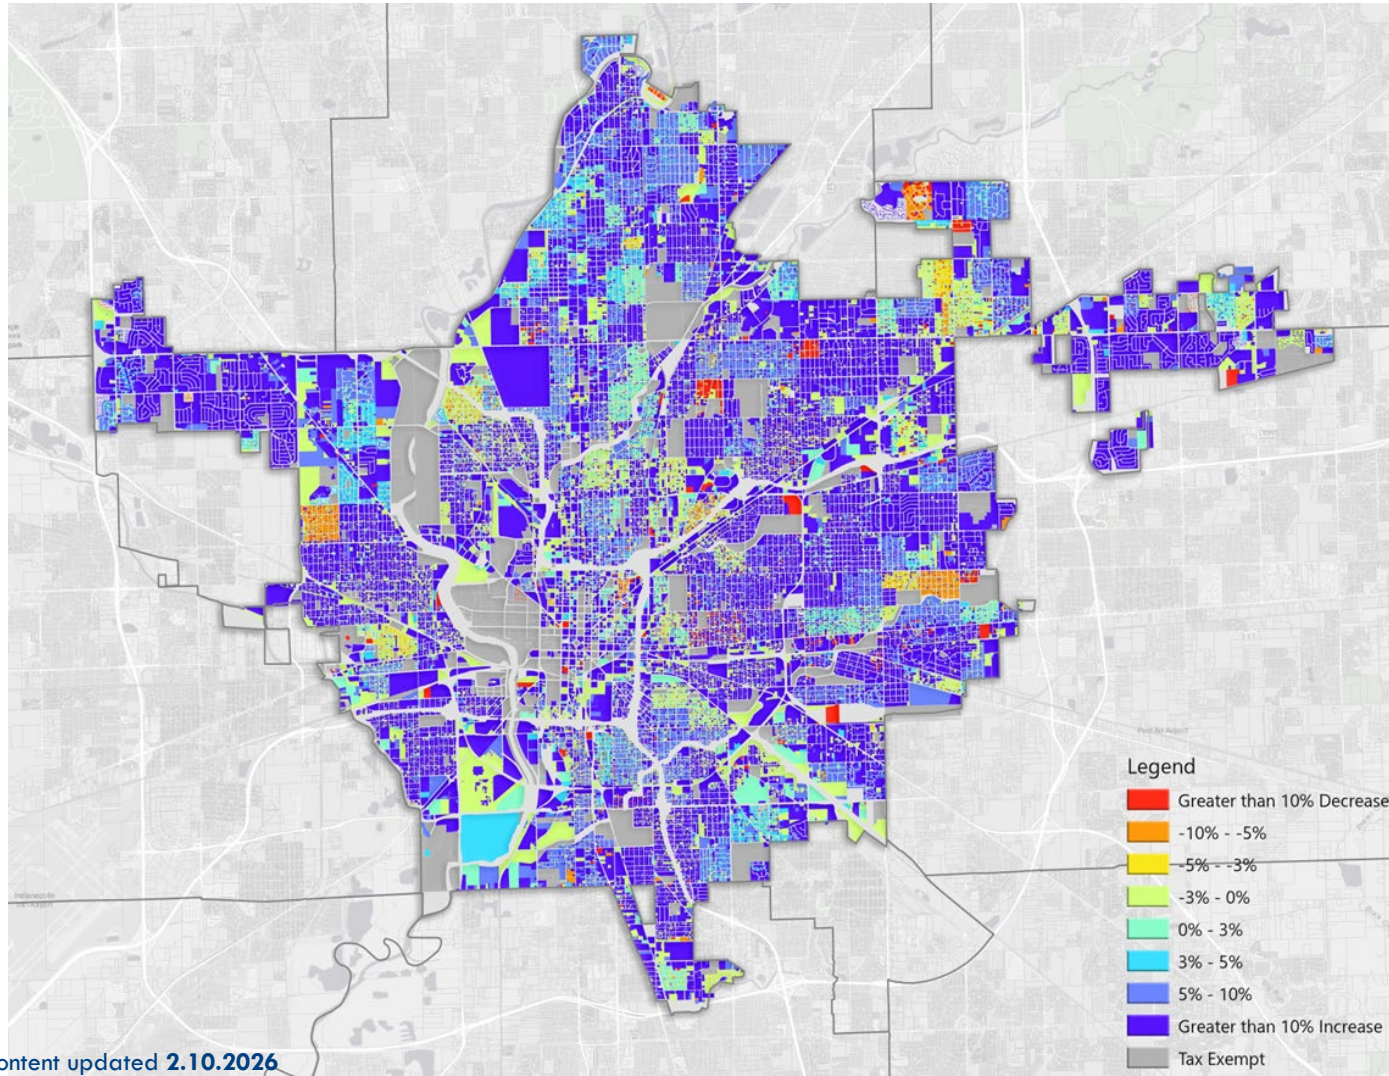 Legend
Greater than 10% Decrease
-10% - -5%
-5% - -3%
-3% - 0%
0% - 3%
3% - 5%
5% - 10%
Greater than 10% Increase
Tax Exempt
ontent updated 2.10.2026